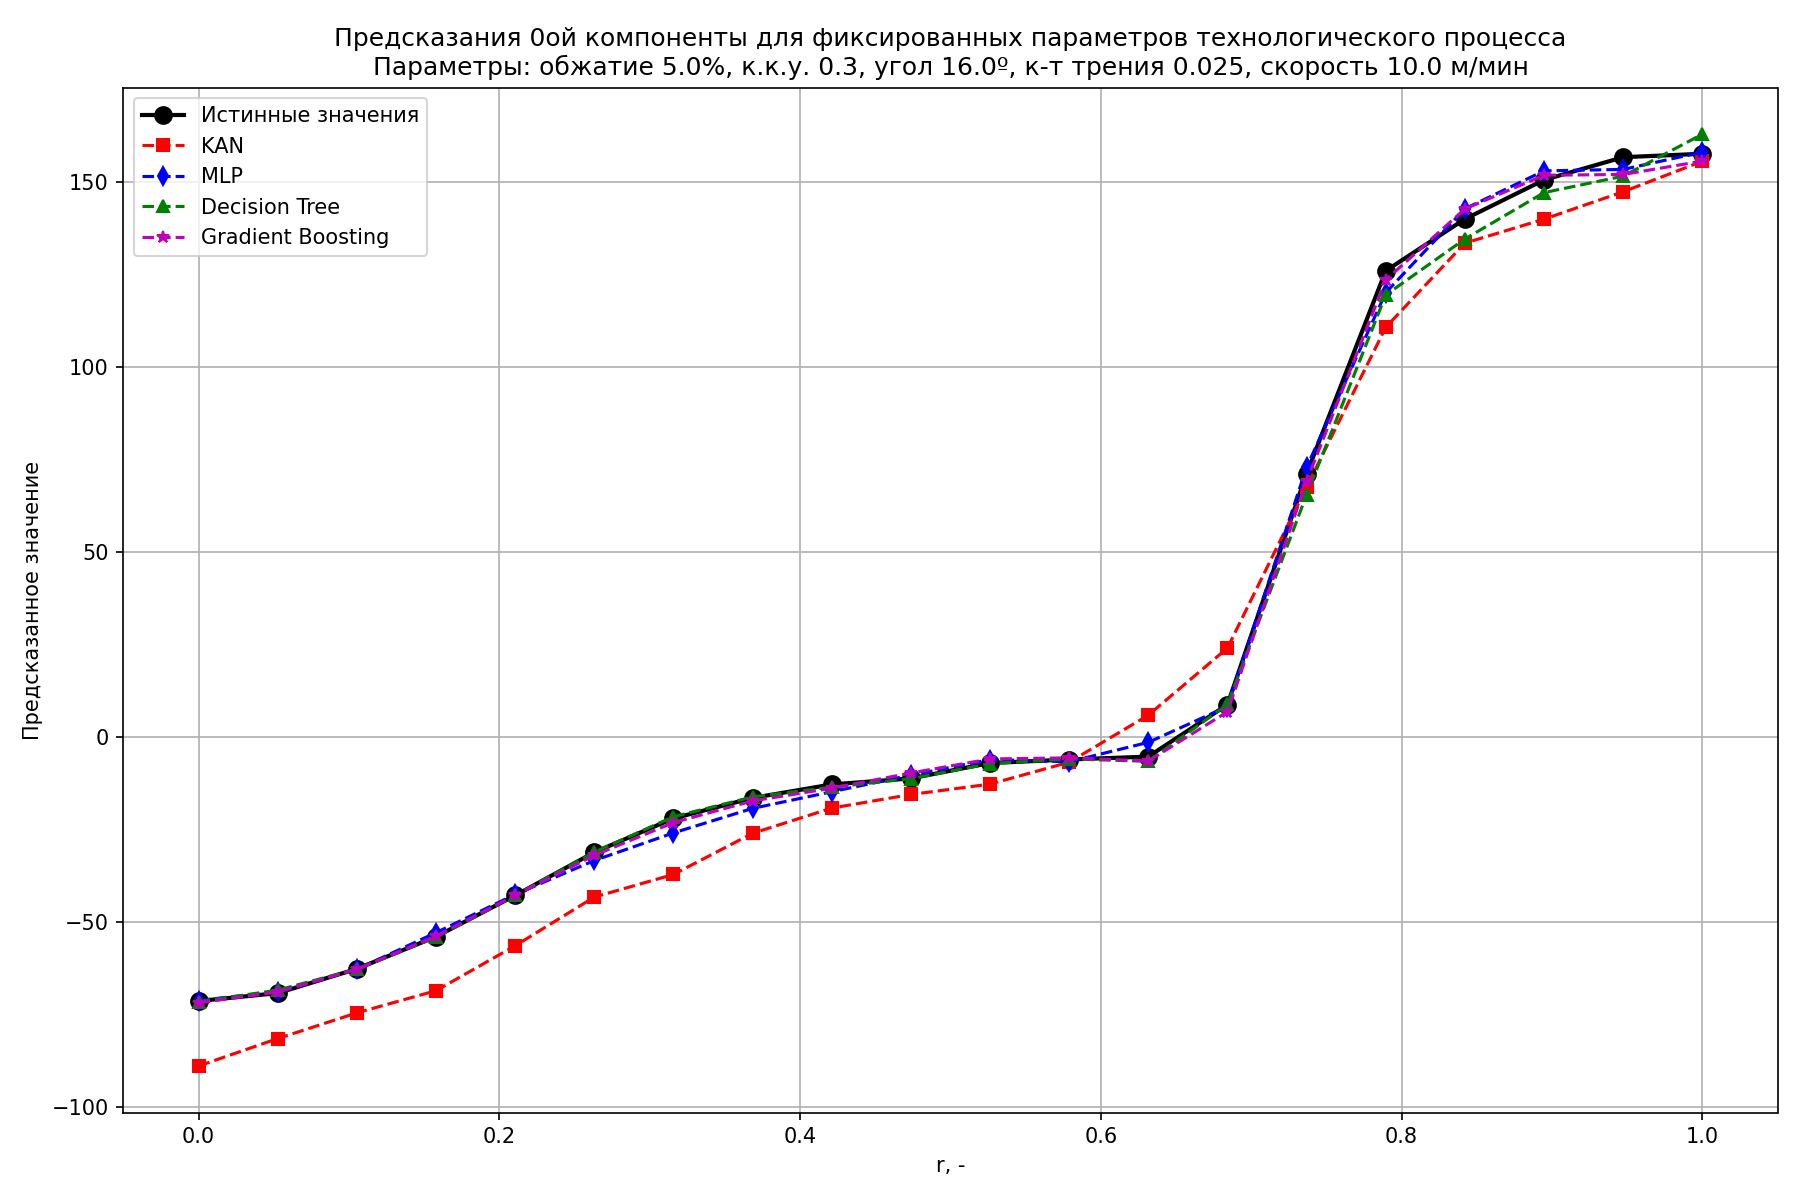 Предсказания 0ой компоненты для фиксированных параметров технологического процесса
Параметры: обжатие 5.0%, к.к.у. 0.3, угол 16.0º, к-т трения 0.025, скорость 10.0 м/мин
Истинные значения
KAN
MLP
Decision Tree
Gradient Boosting
Предсказанное значение
150
100
50
0
−50
−100
0.0
0.2
0.4
0.6
0.8
1.0
r, -